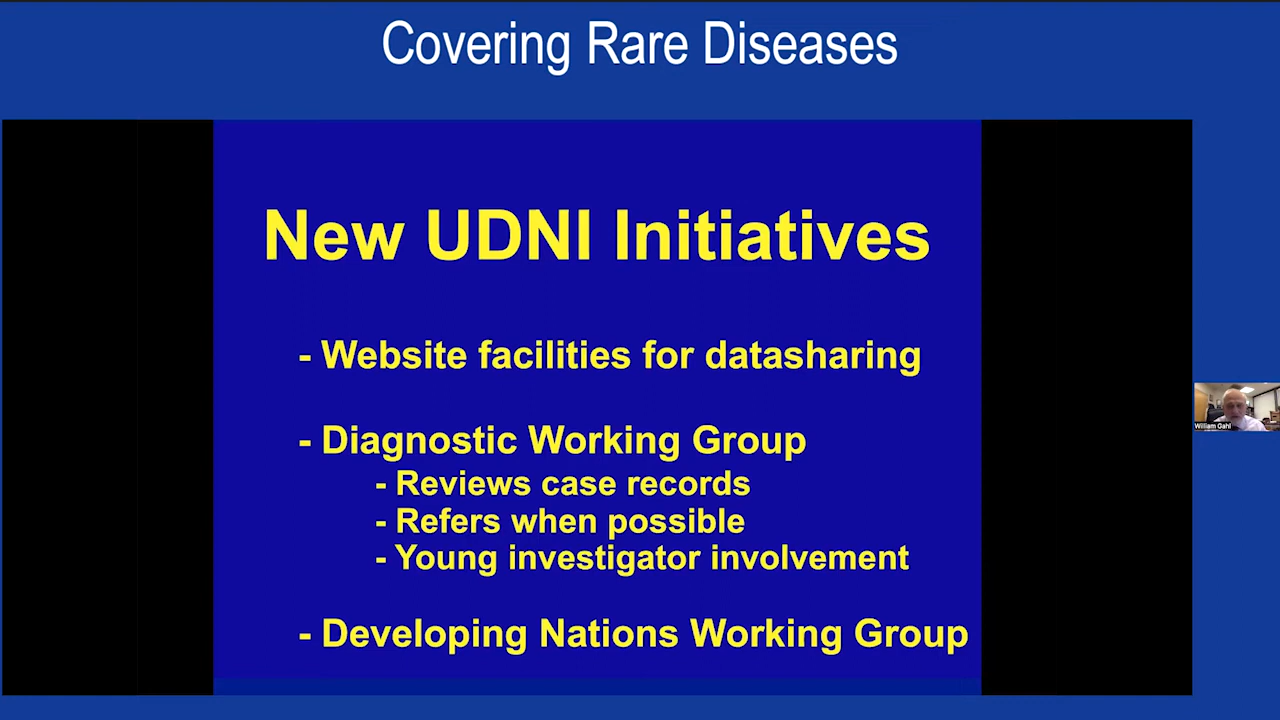 Covering Rare Diseases
New UDNI Initiatives
- Website facilities for datasharing
- Diagnostic Working Group
- Reviews case records
- Refers when possible
- Young investigator involvement
- Developing Nations Working Group
William Gahl